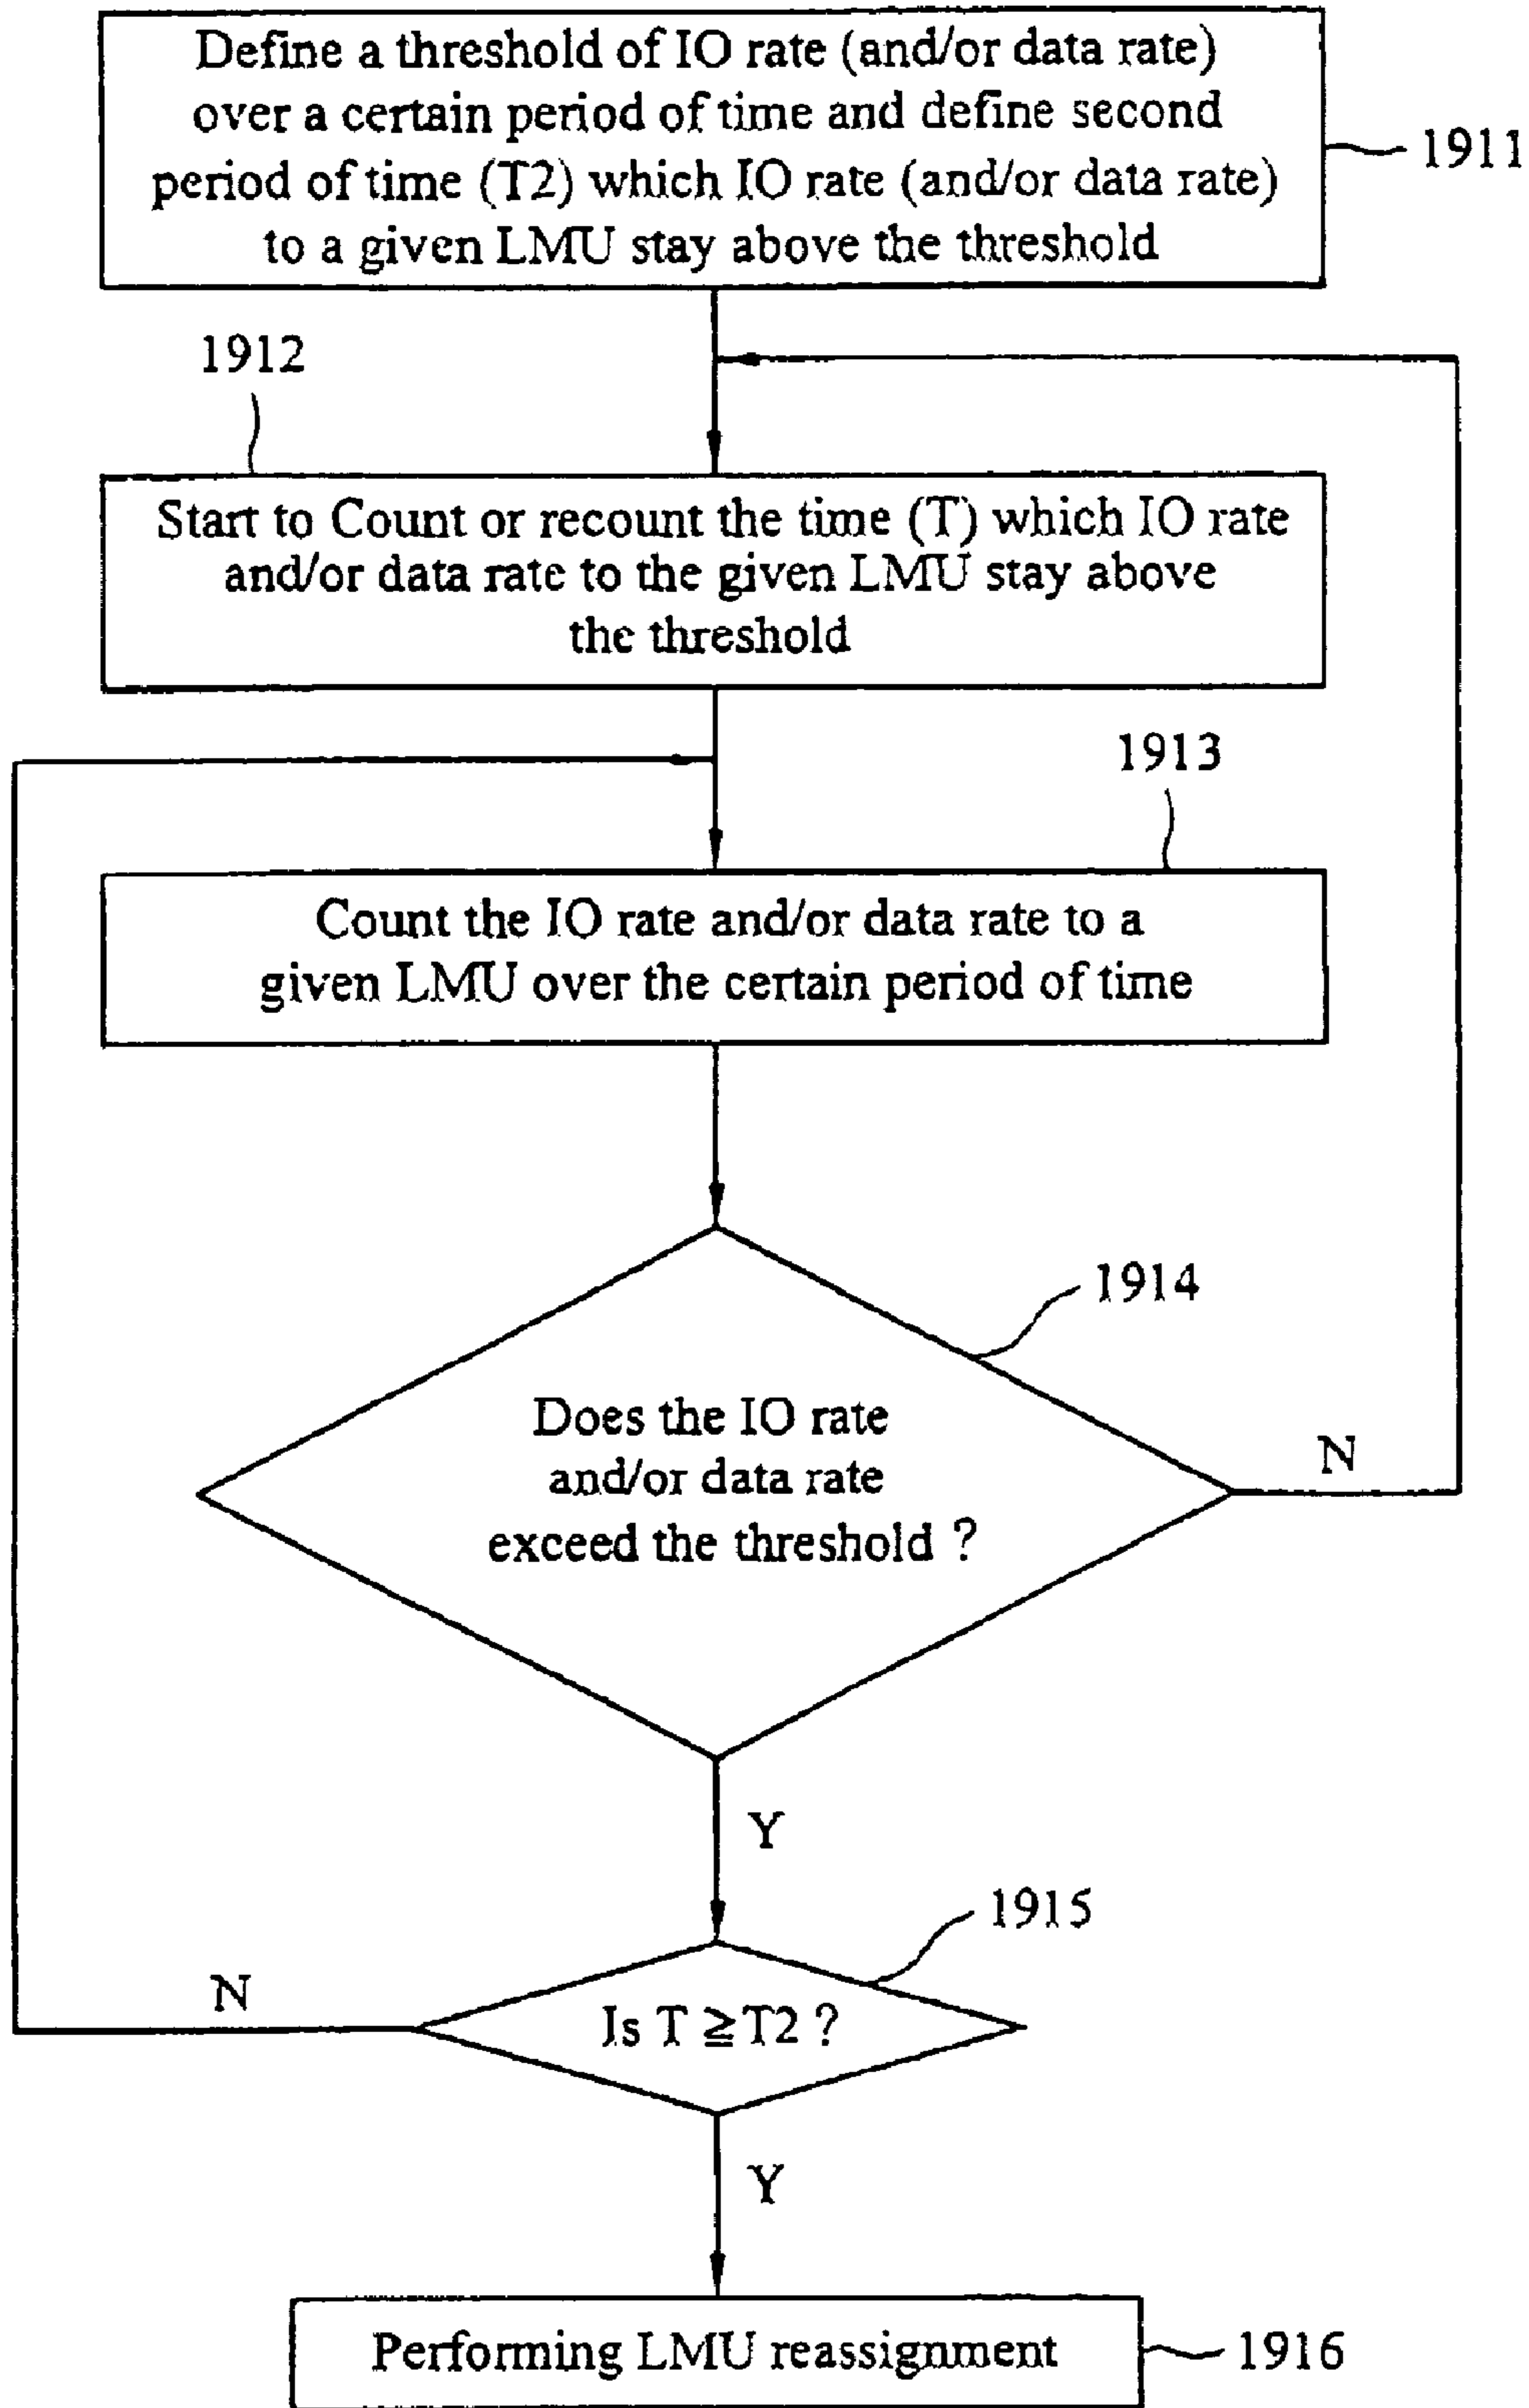 Define a threshold of IO rate (and/or data rate)
over a certain period of time and define second
period of time (T2) which IO rate (and/or data rate)
to a given LMU stay above the threshold
1911
1912
Start to Count or recount the time (T) which IO rate
and/or data rate to the given LMU stay above
the threshold
1913
Count the IO rate and/or data rate to a
given LMU over the certain period of time
1914
Does the IO rate
and/or data rate
exceed the threshold ?
N
Y
1915
N
Is T ≧ T2 ?
Y
Performing LMU reassignment
1916